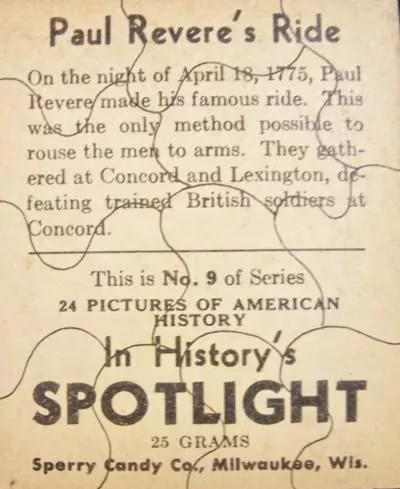 Paul Revere's Ride
On the night of April 18, 1775, Paul
Revere made his famous ride. This
was the only method possible to
rouse the men to arms. They gath-
ered at Concord and Lexington, de-
feating trained British soldiers at
Concord.
This is No. 9 of Series
24 PICTURES OF AMERICAN
HISTORY
In History's
SPOTLIGHT
25 GRAMS
Sperry Candy Co., Milwaukee, Wis.